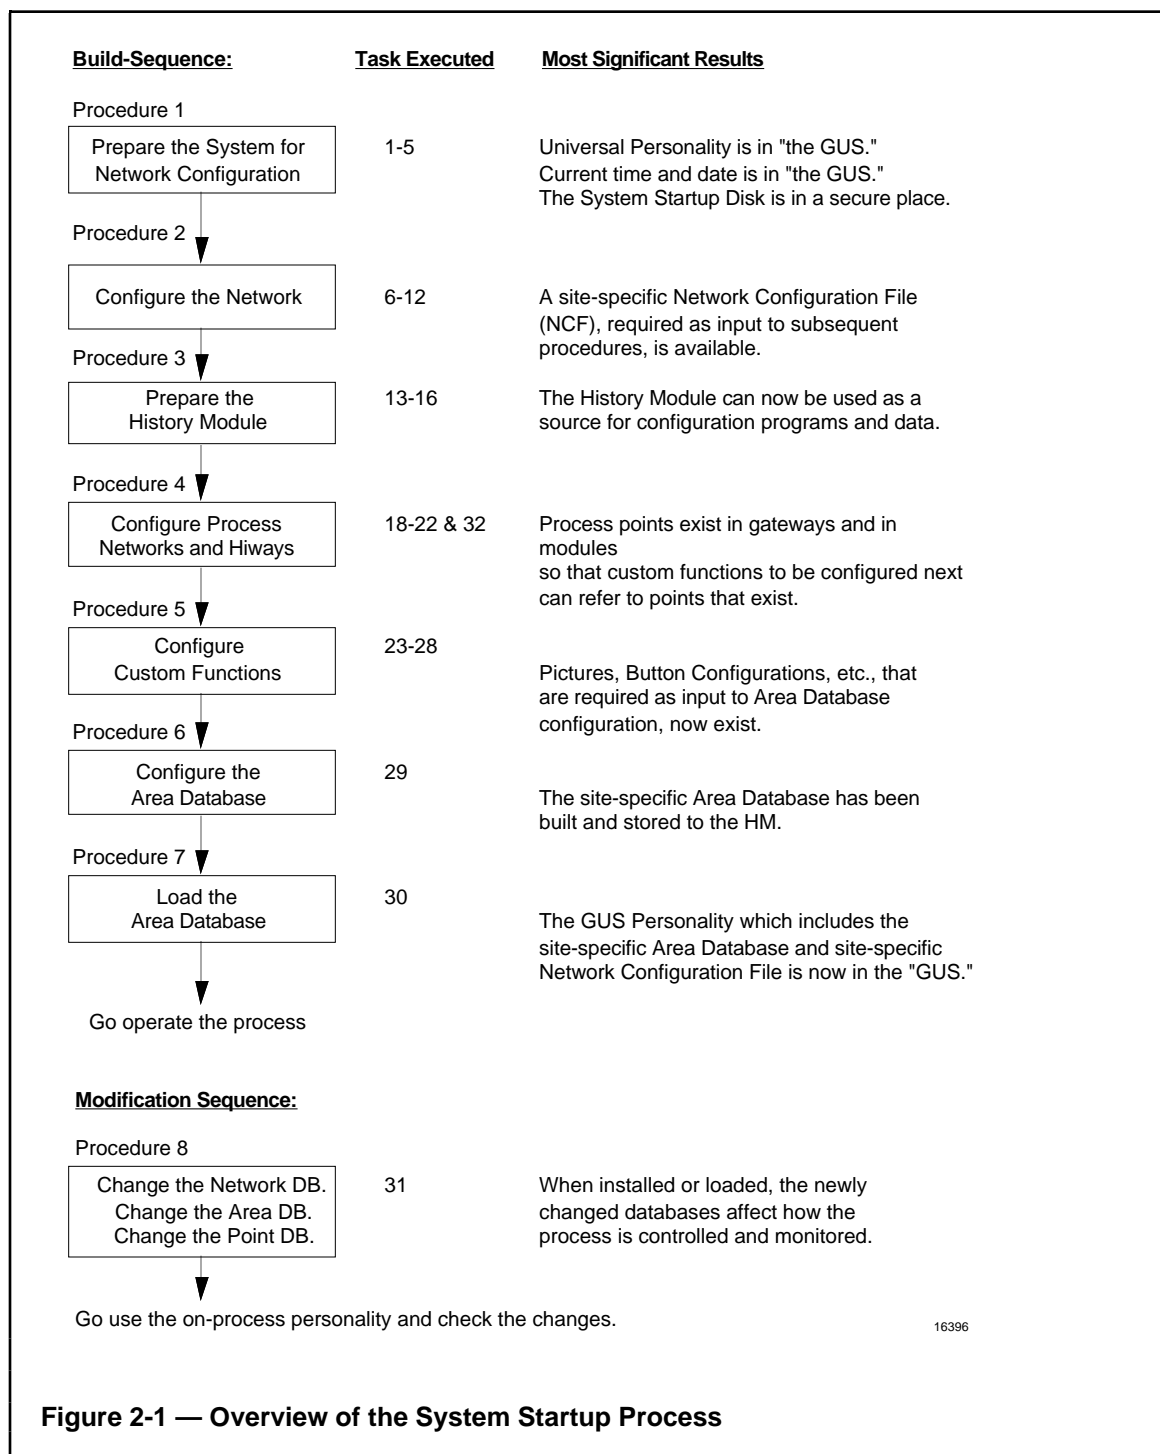 Build-Sequence: Task Executed Most Significant Results
Procedure 1
Prepare the System for
Network Configuration
1-5
Universal Personality is in "the GUS."
Current time and date is in "the GUS."
The System Startup Disk is in a secure place.
Procedure 2
Configure the Network
6-12
A site-specific Network Configuration File
(NCF), required as input to subsequent
procedures, is available.
Procedure 3
Prepare the
History Module
13-16
The History Module can now be used as a
source for configuration programs and data.
Procedure 4
Configure Process
Networks and Hiways
18-22 & 32
Process points exist in gateways and in
modules
so that custom functions to be configured next
can refer to points that exist.
Procedure 5
Configure
Custom Functions
23-28
Pictures, Button Configurations, etc., that
are required as input to Area Database
configuration, now exist.
Procedure 6
Configure the
Area Database
29
The site-specific Area Database has been
built and stored to the HM.
Procedure 7
Load the
Area Database
30
The GUS Personality which includes the
site-specific Area Database and site-specific
Network Configuration File is now in the "GUS."
Go operate the process
Modification Sequence:
Procedure 8
Change the Network DB.
Change the Area DB.
Change the Point DB.
31
When installed or loaded, the newly
changed databases affect how the
process is controlled and monitored.
Go use the on-process personality and check the changes.
16396
Figure 2-1 — Overview of the System Startup Process